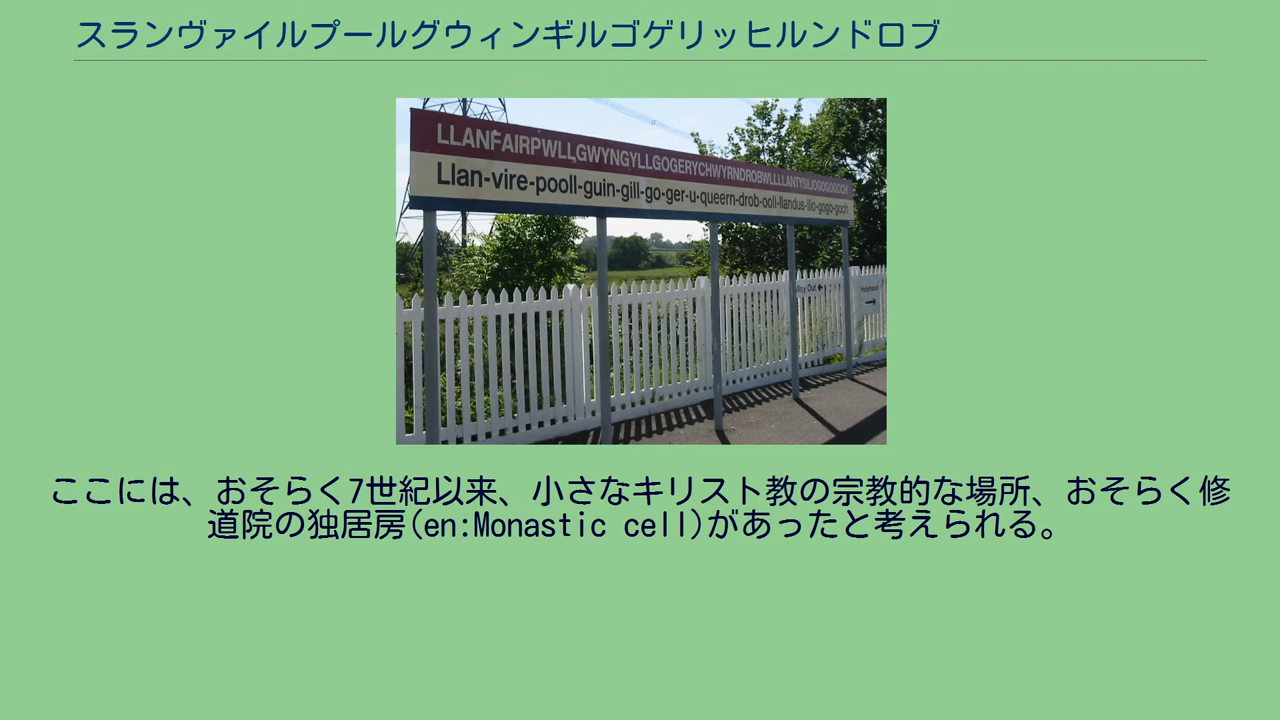 スランヴァイルプールグウィンギルゴゲリッヒルンドロブ
LLANFAIRPWLLGWYNGYLLGOGERYCHWYRNDROBWLLLLANTYSILIOGOGOGOCH
Llan-vire-pooll-guin-gill-go-ger-u-queern-drob-ooll-llandus-ilio-gogo-goch
Way Out
Holyhead
ここには、おそらく7世紀以来、小さなキリスト教の宗教的な場所、おそらく修
道院の独居房(en:Monastic cell)があったと考えられる。